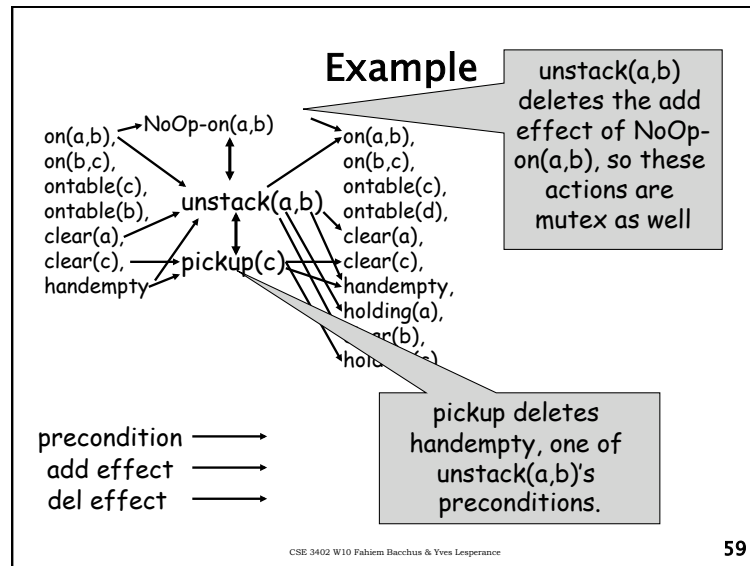 Example
NoOp-on(a,b)
on(a,b),
on(b,c),
ontable(c),
ontable(b),
clear(a),
clear(c),
handempty
unstack(a,b)
pickup(c)
on(a,b),
on(b,c),
ontable(c),
ontable(d),
clear(a),
clear(c),
handempty,
holding(a),
unstack(a,b)
deletes the add
effect of NoOp-
on(a,b), so these
actions are
mutex as well
pickup deletes
handempty, one of
unstack(a,b)'s
preconditions.
precondition
add effect
del effect
CSE 3402 W10 Fahiem Bacchus & Yves Lesperance
59